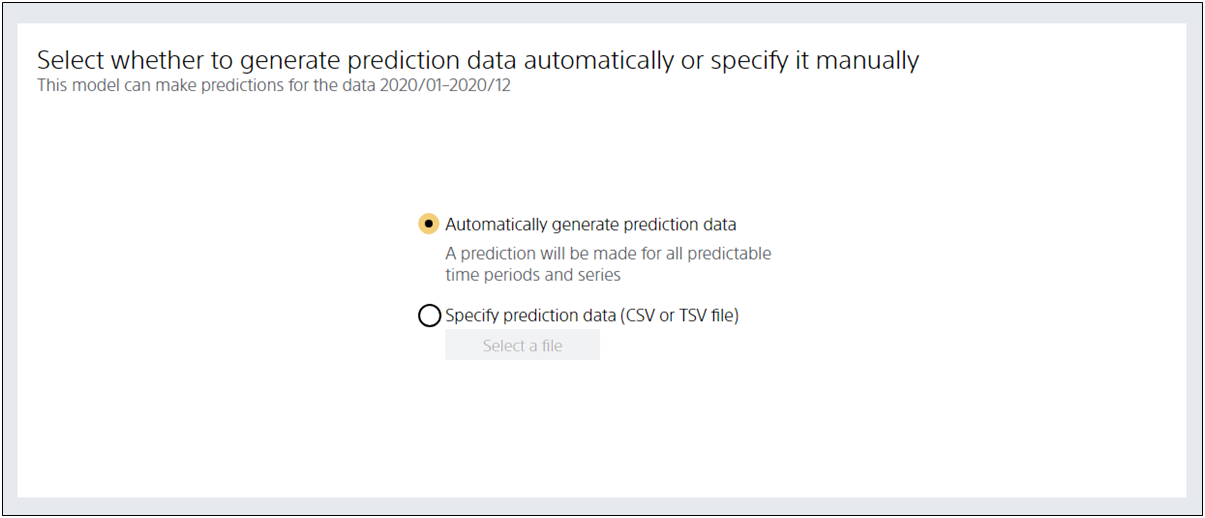 Select whether to generate prediction data automatically or specify it manually
This model can make predictions for the data 2020/01–2020/12
Automatically generate prediction data
A prediction will be made for all predictable
time periods and series
Specify prediction data (CSV or TSV file)
Select a file